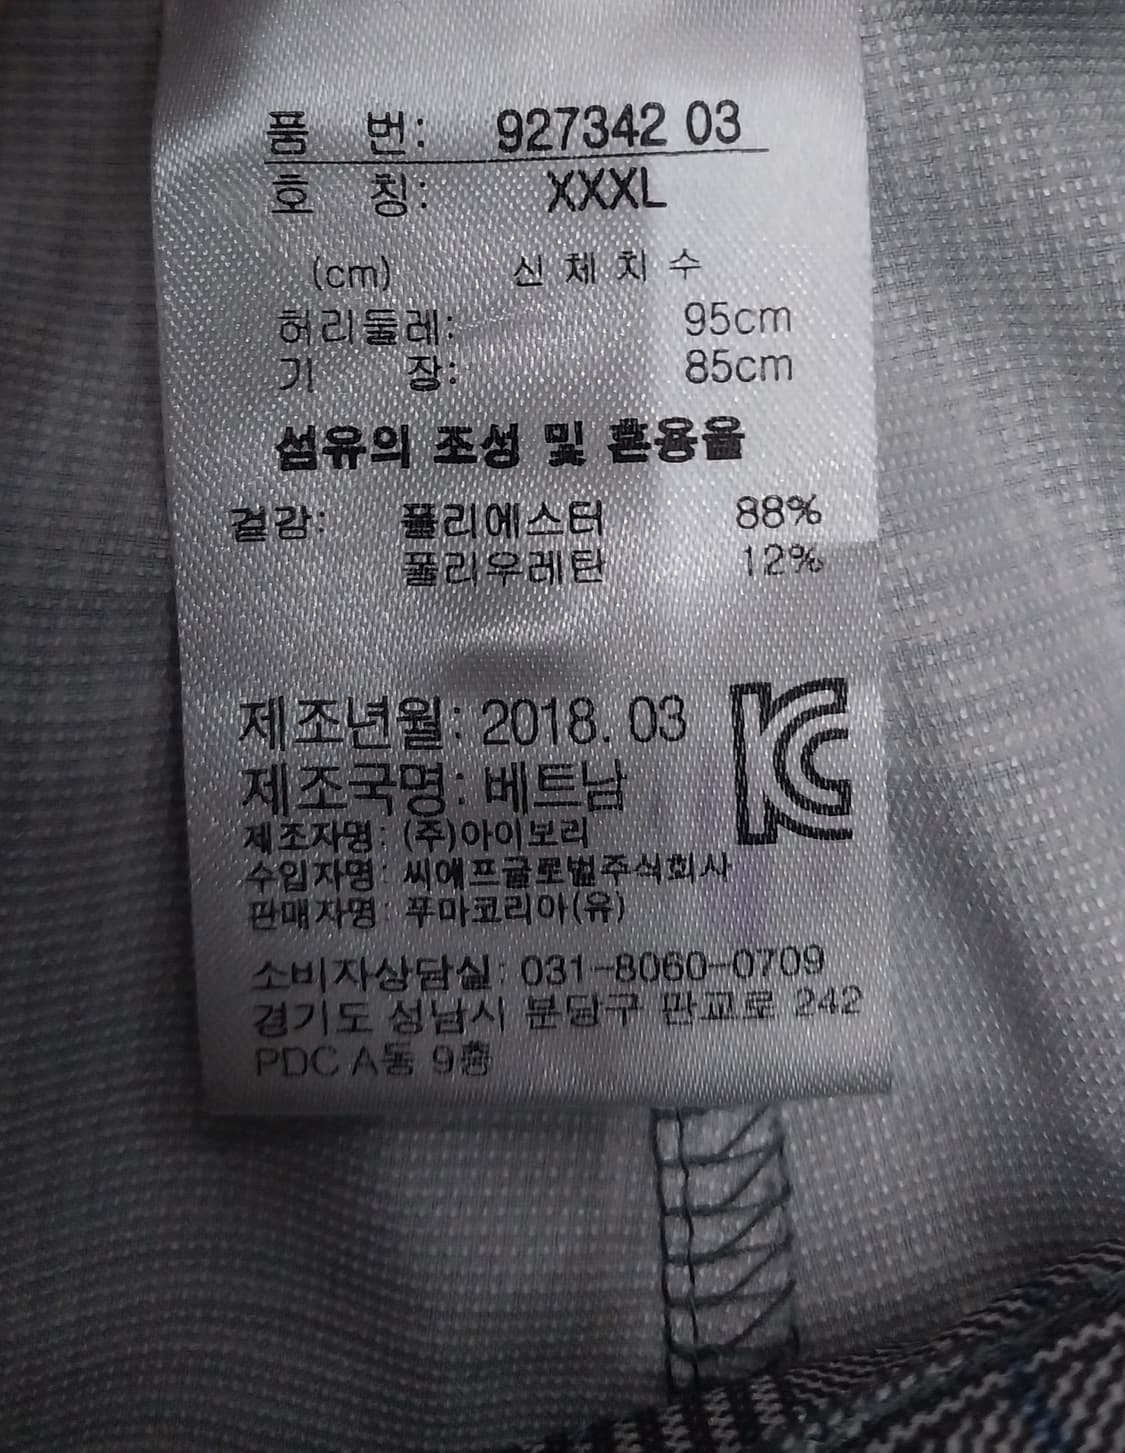 품 번: 927342 03
호 칭: XXXL
(cm) 신 체 치 수
허리둘레: 95cm
기 장: 85cm
섬유의 조성 및 혼용율
겉감: 폴리에스터 88%
폴리우레탄 12%
제조년월: 2018. 03
제조국명: 베트남
KC
제조자명: (주)아이보리
수입자명: 씨에프글로벌주식회사
판매자명: 푸마코리아(유)
소비자상담실: 031-8060-0709
경기도 성남시 분당구 판교로 242
PDC A동 9층